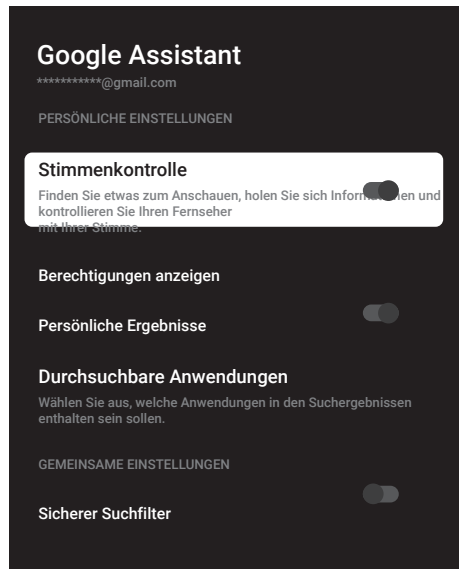 Google Assistant
***********@gmail.com
PERSÖNLICHE EINSTELLUNGEN
Stimmenkontrolle
Finden Sie etwas zum Anschauen, holen Sie sich Informationen und
kontrollieren Sie Ihren Fernseher
mit Ihrer Stimme.
Berechtigungen anzeigen
Persönliche Ergebnisse
Durchsuchbare Anwendungen
Wählen Sie aus, welche Anwendungen in den Suchergebnissen
enthalten sein sollen.
GEMEINSAME EINSTELLUNGEN
Sicherer Suchfilter